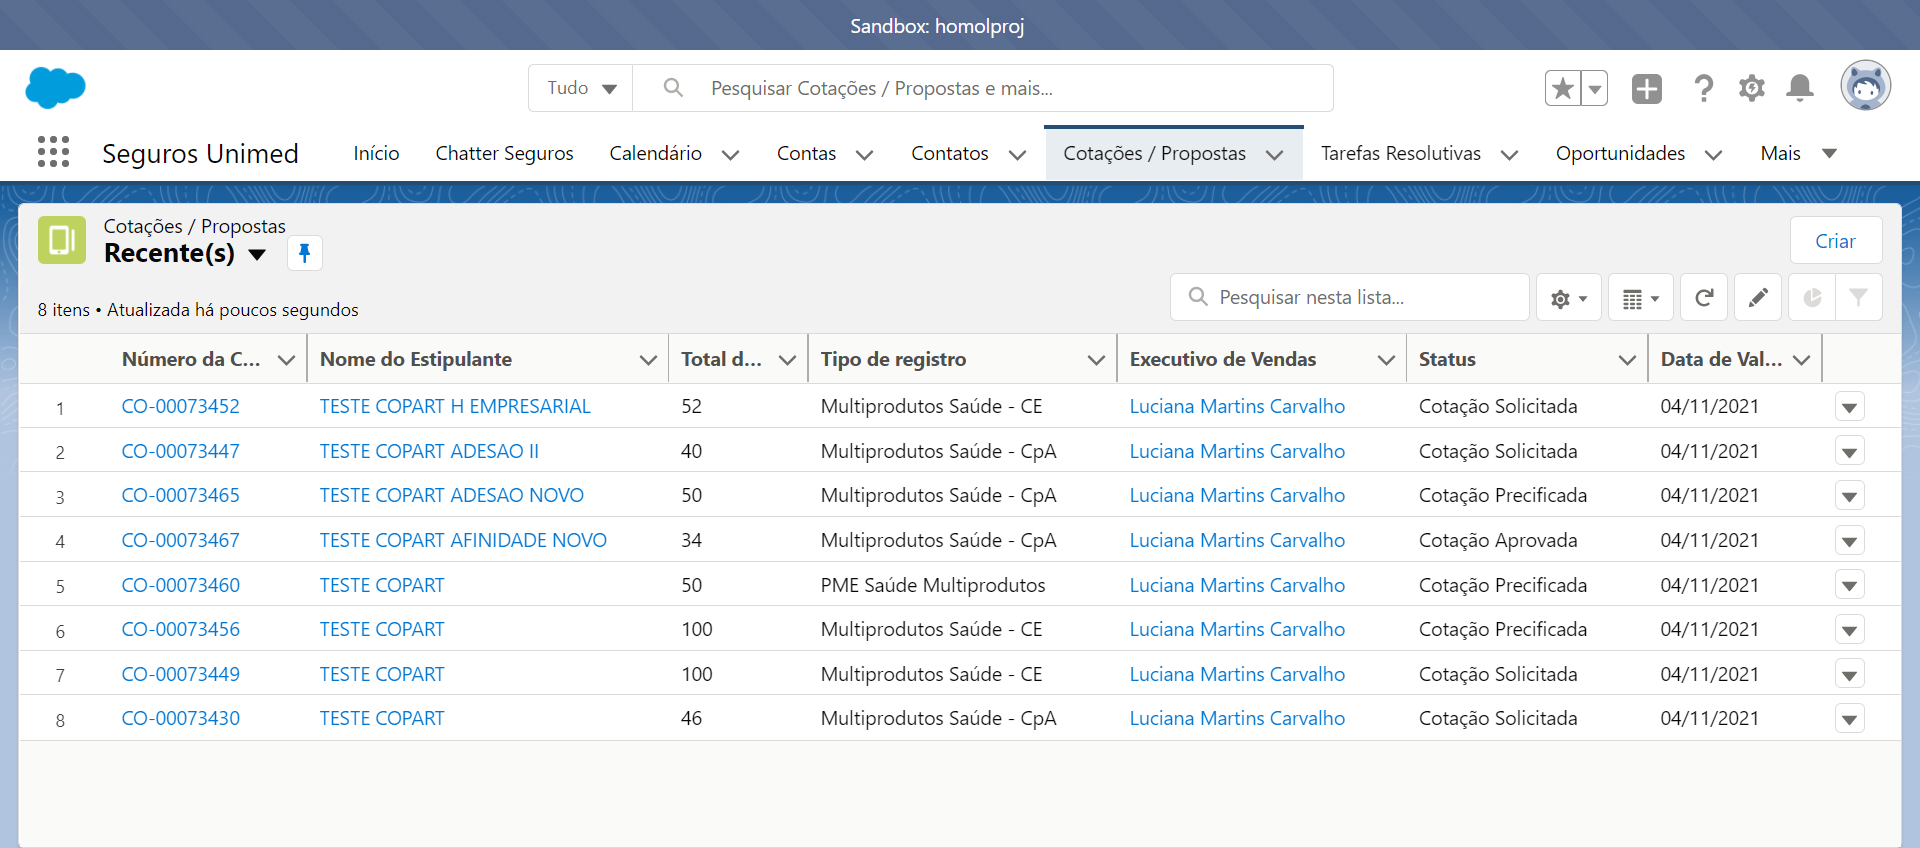 Sandbox: homolproj
Tudo
Pesquisar Cotações / Propostas e mais...
Seguros Unimed
Início
Chatter Seguros
Calendário
Contas
Contatos
Cotações / Propostas
Tarefas Resolutivas
Oportunidades
Mais
Cotações / Propostas
Recente(s)
Criar
8 itens • Atualizada há poucos segundos
Pesquisar nesta lista...
Número da C... Nome do Estipulante Total d... Tipo de registro Executivo de Vendas Status Data de Val...
1 CO-00073452 TESTE COPART H EMPRESARIAL 52 Multiprodutos Saúde - CE Luciana Martins Carvalho Cotação Solicitada 04/11/2021
2 CO-00073447 TESTE COPART ADESAO II 40 Multiprodutos Saúde - CpA Luciana Martins Carvalho Cotação Solicitada 04/11/2021
3 CO-00073465 TESTE COPART ADESAO NOVO 50 Multiprodutos Saúde - CpA Luciana Martins Carvalho Cotação Precificada 04/11/2021
4 CO-00073467 TESTE COPART AFINIDADE NOVO 34 Multiprodutos Saúde - CpA Luciana Martins Carvalho Cotação Aprovada 04/11/2021
5 CO-00073460 TESTE COPART 50 PME Saúde Multiprodutos Luciana Martins Carvalho Cotação Precificada 04/11/2021
6 CO-00073456 TESTE COPART 100 Multiprodutos Saúde - CE Luciana Martins Carvalho Cotação Precificada 04/11/2021
7 CO-00073449 TESTE COPART 100 Multiprodutos Saúde - CE Luciana Martins Carvalho Cotação Solicitada 04/11/2021
8 CO-00073430 TESTE COPART 46 Multiprodutos Saúde - CpA Luciana Martins Carvalho Cotação Solicitada 04/11/2021